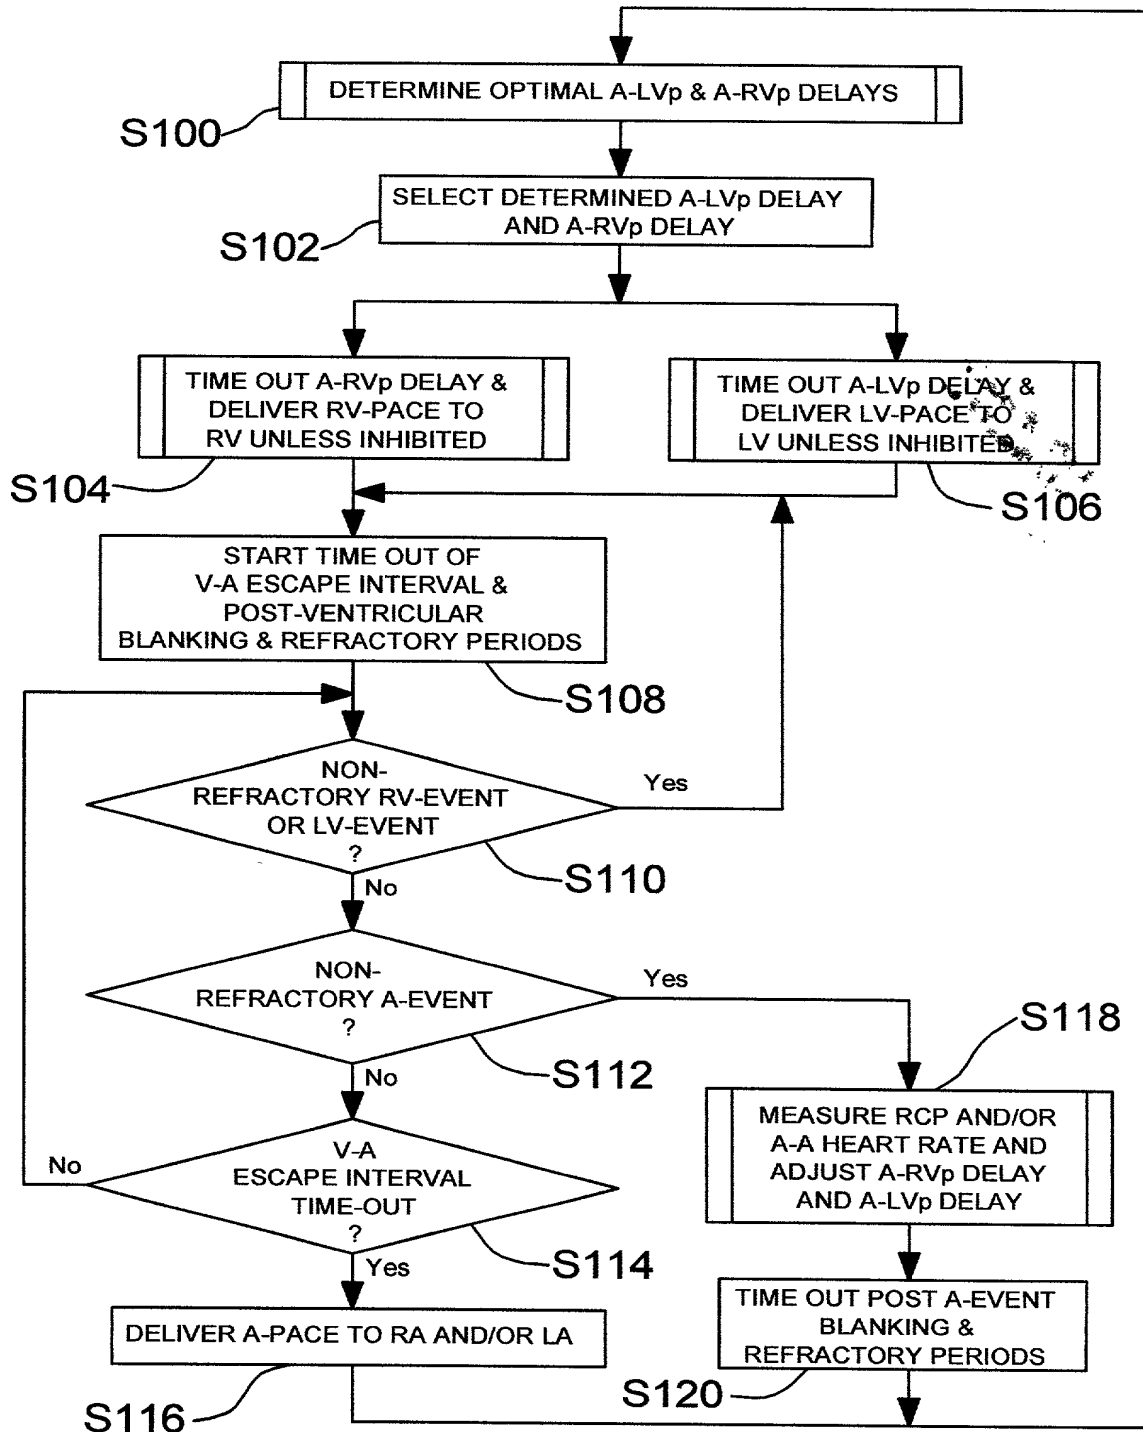 DETERMINE OPTIMAL A-LVp & A-RVp DELAYS
S100
SELECT DETERMINED A-LVp DELAY
AND A-RVp DELAY
S102
TIME OUT A-RVp DELAY &
DELIVER RV-PACE TO
RV UNLESS INHIBITED
S104
TIME OUT A-LVp DELAY &
DELIVER LV-PACE TO
LV UNLESS INHIBITED
S106
START TIME OUT OF
V-A ESCAPE INTERVAL &
POST-VENTRICULAR
BLANKING & REFRACTORY PERIODS
S108
NON-
REFRACTORY RV-EVENT
OR LV-EVENT
?
Yes
S110
No
NON-
REFRACTORY A-EVENT
?
Yes
S112
No
S118
MEASURE RCP AND/OR
A-A HEART RATE AND
ADJUST A-RVp DELAY
AND A-LVp DELAY
V-A
ESCAPE INTERVAL
TIME-OUT
?
No
S114
Yes
DELIVER A-PACE TO RA AND/OR LA
S116
TIME OUT POST A-EVENT
BLANKING &
REFRACTORY PERIODS
S120